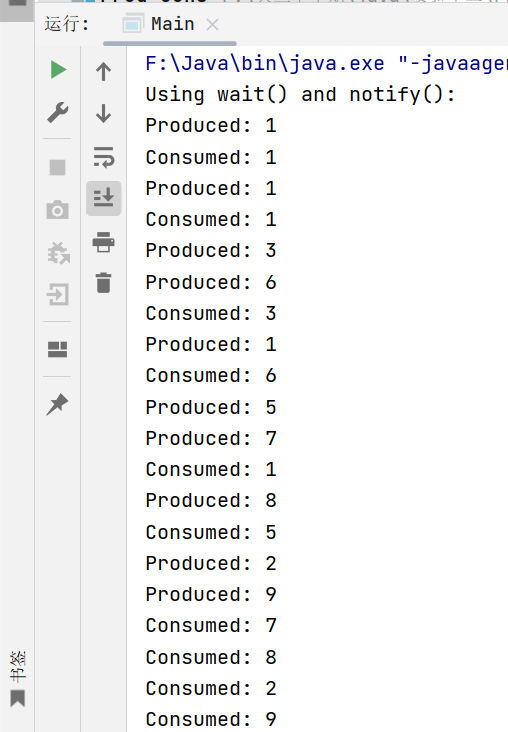 运行:
Main
F:\Java\bin\java.exe "-javaage
Using wait() and notify():
Produced: 1
Consumed: 1
Produced: 1
Consumed: 1
Produced: 3
Produced: 6
Consumed: 3
Produced: 1
Consumed: 6
Produced: 5
Produced: 7
Consumed: 1
Produced: 8
Consumed: 5
Produced: 2
Produced: 9
Consumed: 7
Consumed: 8
Consumed: 2
Consumed: 9
书签